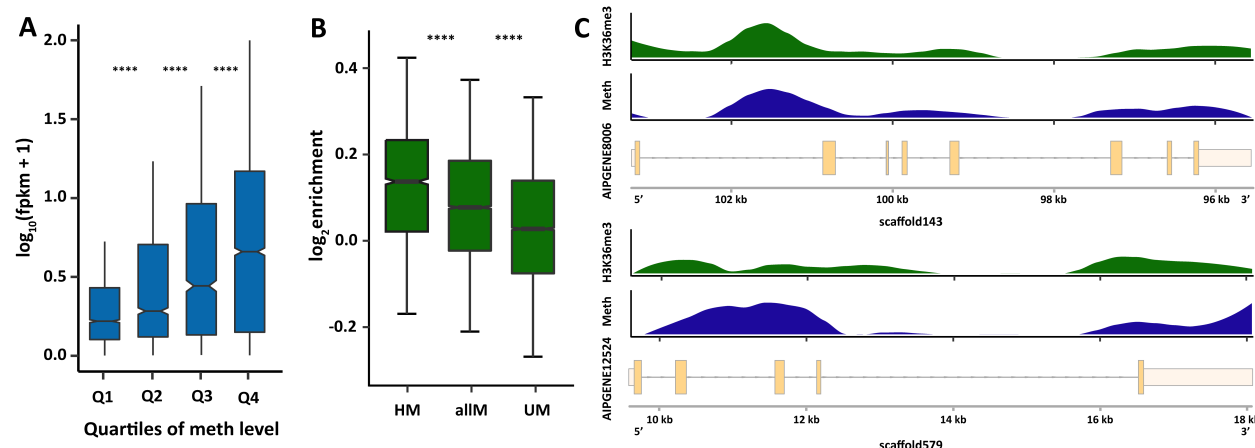 A
2.0
1.5
1.0
0.5
0.0
log10(fpkm + 1)
**** **** ****
Q1 Q2 Q3 Q4
Quartiles of meth level
B
0.4
0.2
0.0
-0.2
log2enrichment
**** ****
HM allM UM
C
H3K36me3
Meth
AIPGENE8006
5’ 102 kb 100 kb 98 kb 96 kb 3’
scaffold143
H3K36me3
Meth
AIPGENE12524
10 kb 12 kb 14 kb 16 kb 18 kb
5’ 3’
scaffold579